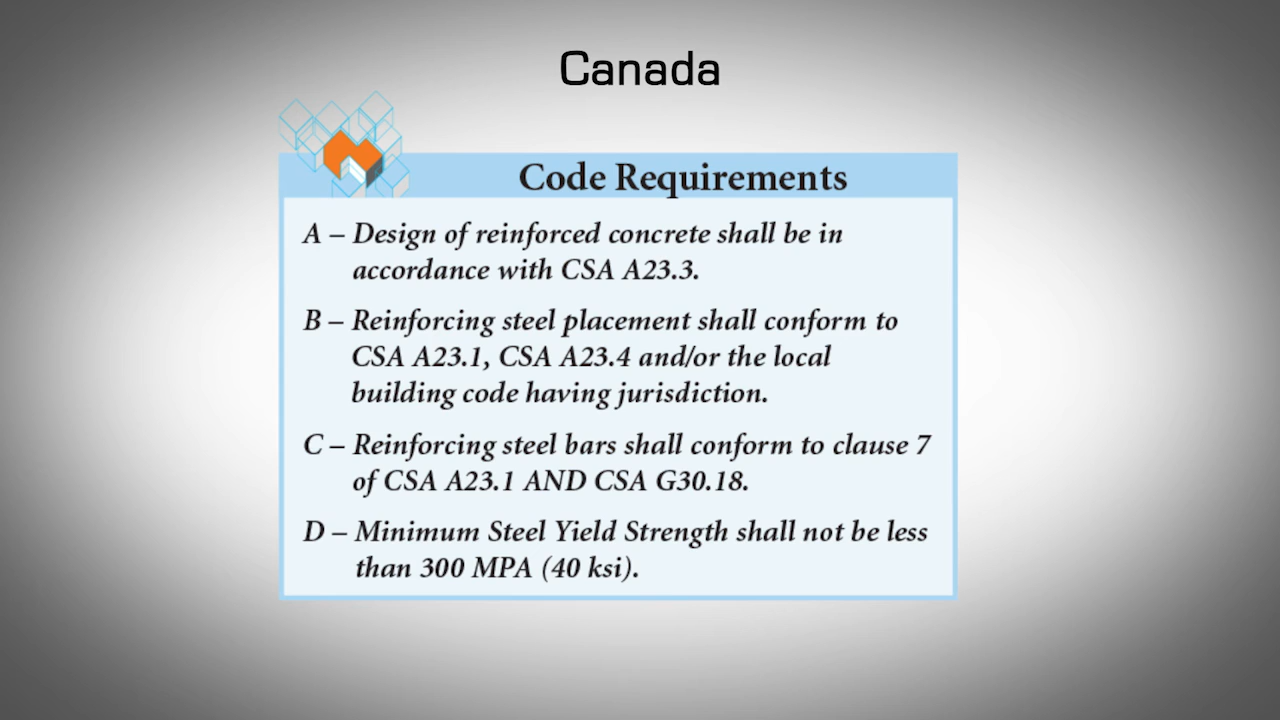 Canada
Code Requirements
A – Design of reinforced concrete shall be in
accordance with CSA A23.3.
B – Reinforcing steel placement shall conform to
CSA A23.1, CSA A23.4 and/or the local
building code having jurisdiction.
C – Reinforcing steel bars shall conform to clause 7
of CSA A23.1 AND CSA G30.18.
D – Minimum Steel Yield Strength shall not be less
than 300 MPA (40 ksi).